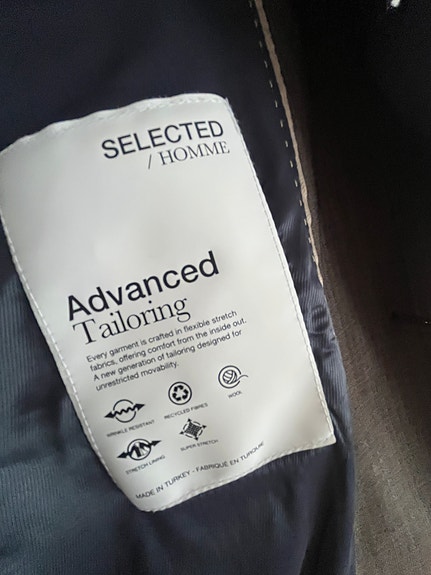 SELECTED
/ HOMME
Advanced
Tailoring
Every garment is crafted in flexible stretch
fabrics, offering comfort from the inside out.
A new generation of tailoring designed for
unrestricted movability.
WRINKLE RESISTANT
RECYCLED FIBRES
WOOL
STRETCH LINING
SUPER STRETCH
MADE IN TURKEY - FABRIQUÉ EN TURQUIE